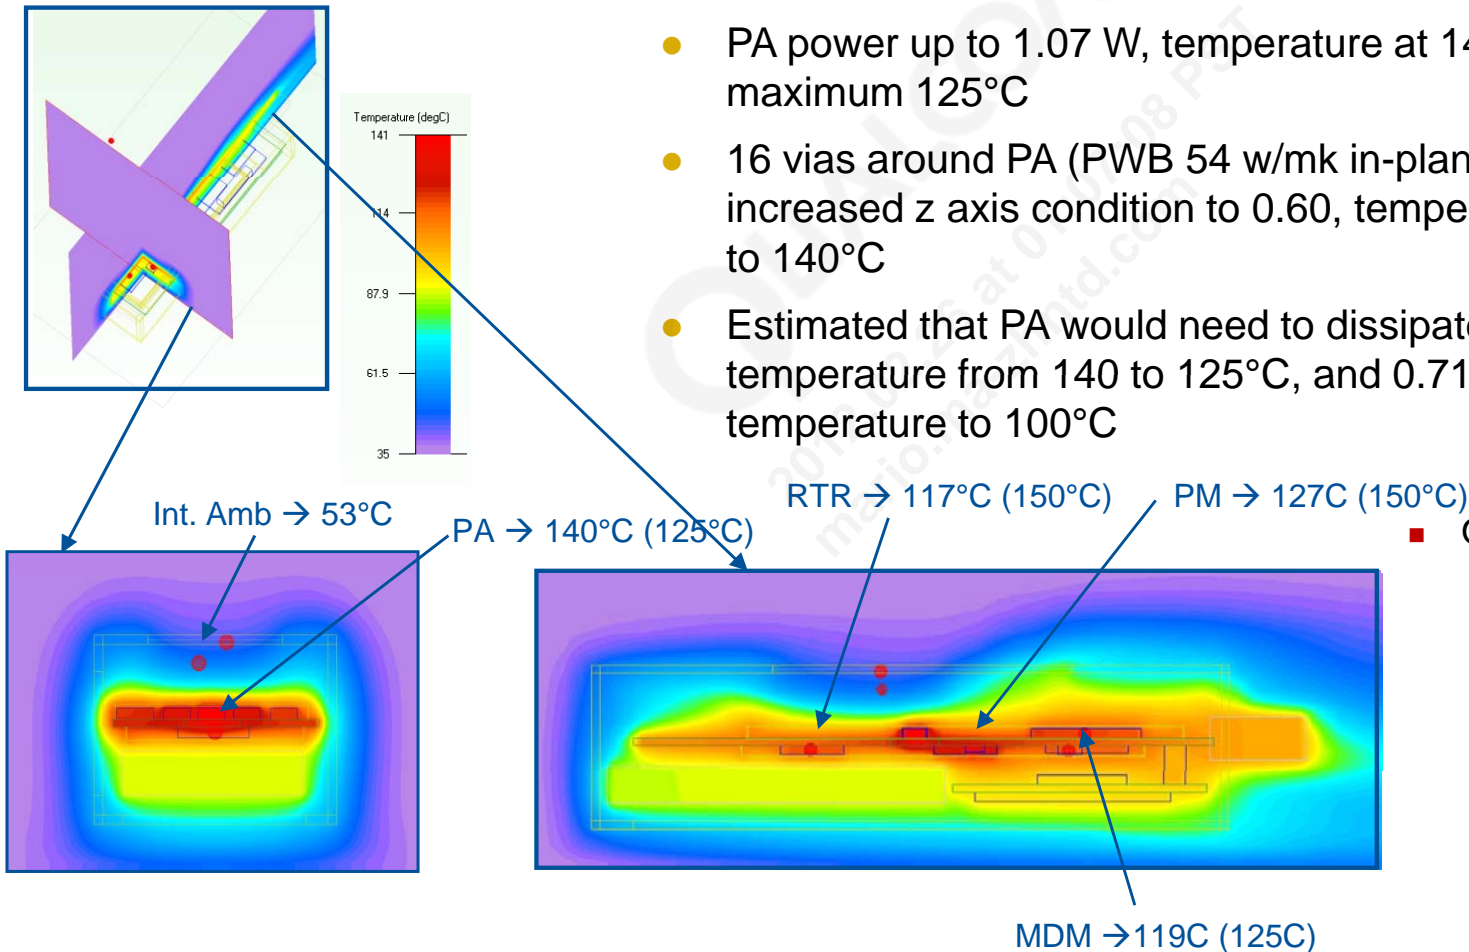 ● PA power up to 1.07 W, temperature at 14
maximum 125°C
● 16 vias around PA (PWB 54 w/mk in-plan
increased z axis condition to 0.60, tempe
to 140°C
● Estimated that PA would need to dissipate
temperature from 140 to 125°C, and 0.71
temperature to 100°C
Temperature (degC)
141
114
87.9
61.5
35
Int. Amb → 53°C
PA → 140°C (125°C)
RTR → 117°C (150°C)
PM → 127C (150°C)
MDM →119C (125C)